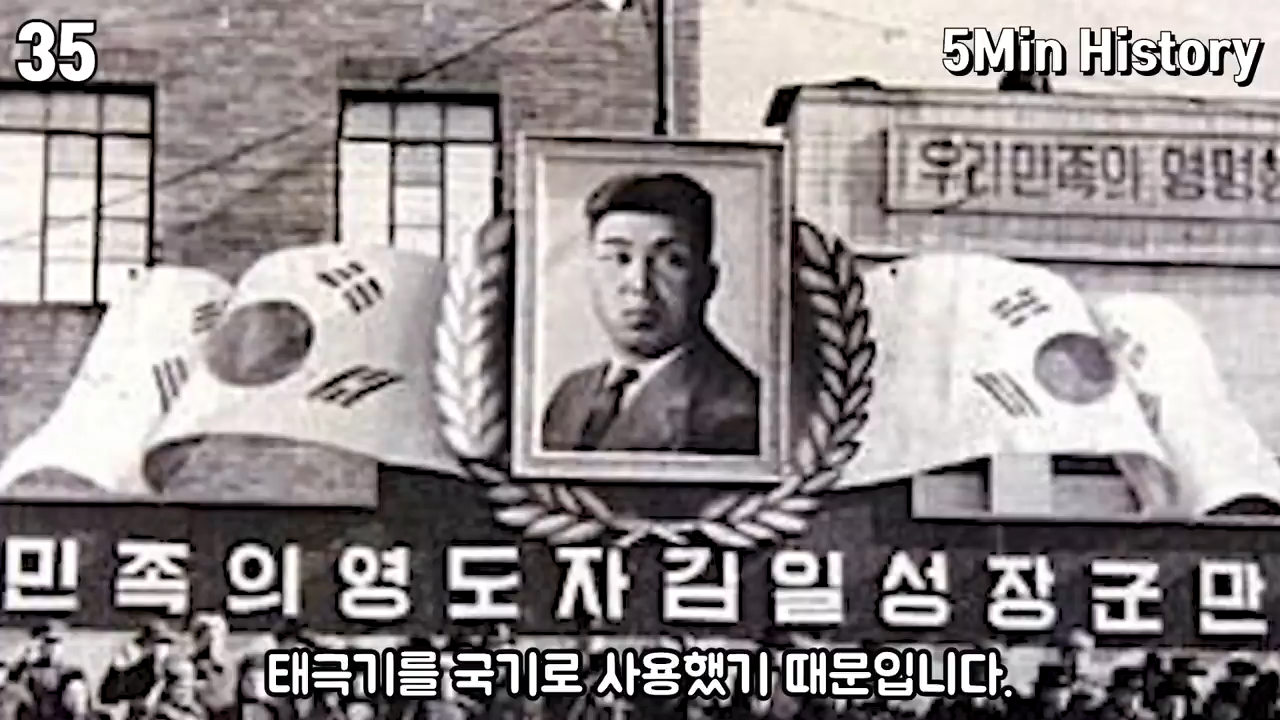 35
5Min History
우리민족의 영명한
민족의영도자김일성장군만
태극기를 국기로 사용했기 때문입니다.